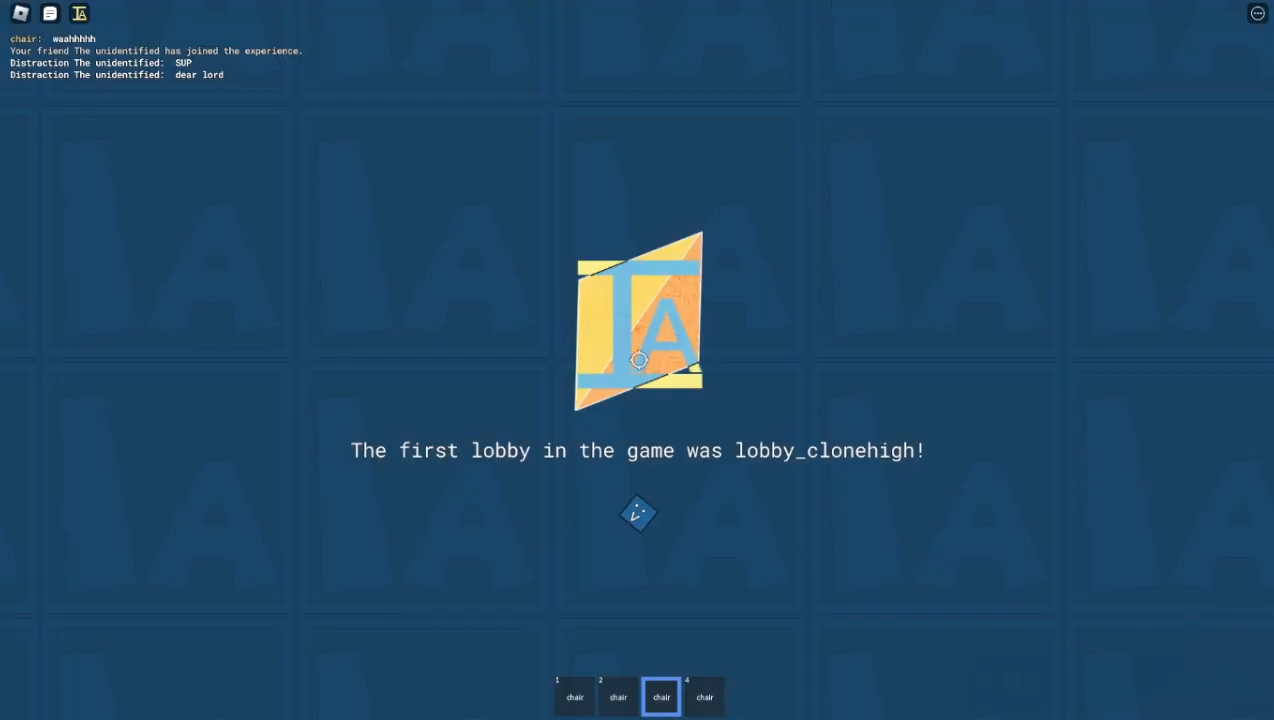 chair: waahhhhh
Your friend The unidentified has joined the experience.
Distraction The unidentified: SUP
Distraction The unidentified: dear lord
IA
The first lobby in the game was lobby_clonehigh!
1 2 4
chair chair chair chair